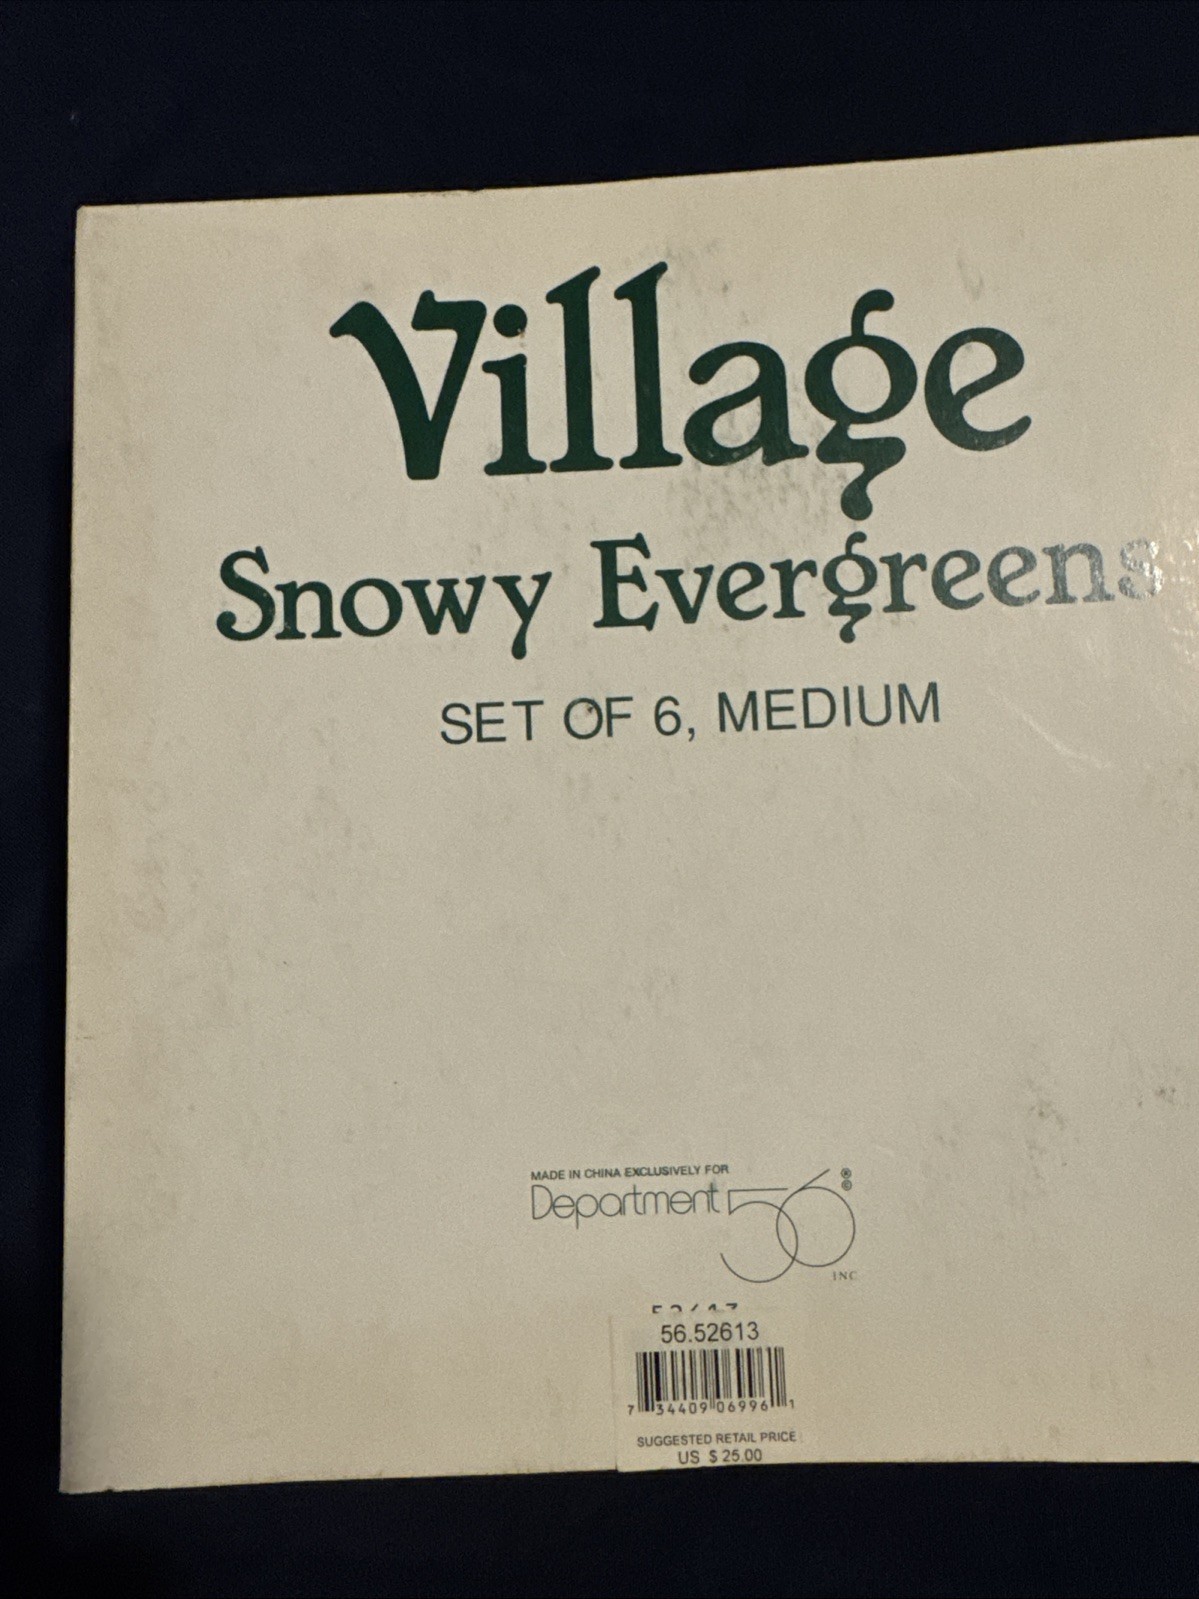 Village
Snowy Evergreens
SET OF 6, MEDIUM
MADE IN CHINA EXCLUSIVELY FOR
Department 56 ® ©
INC
56.52613
7 34409 06996 1
SUGGESTED RETAIL PRICE
US $ 25.00